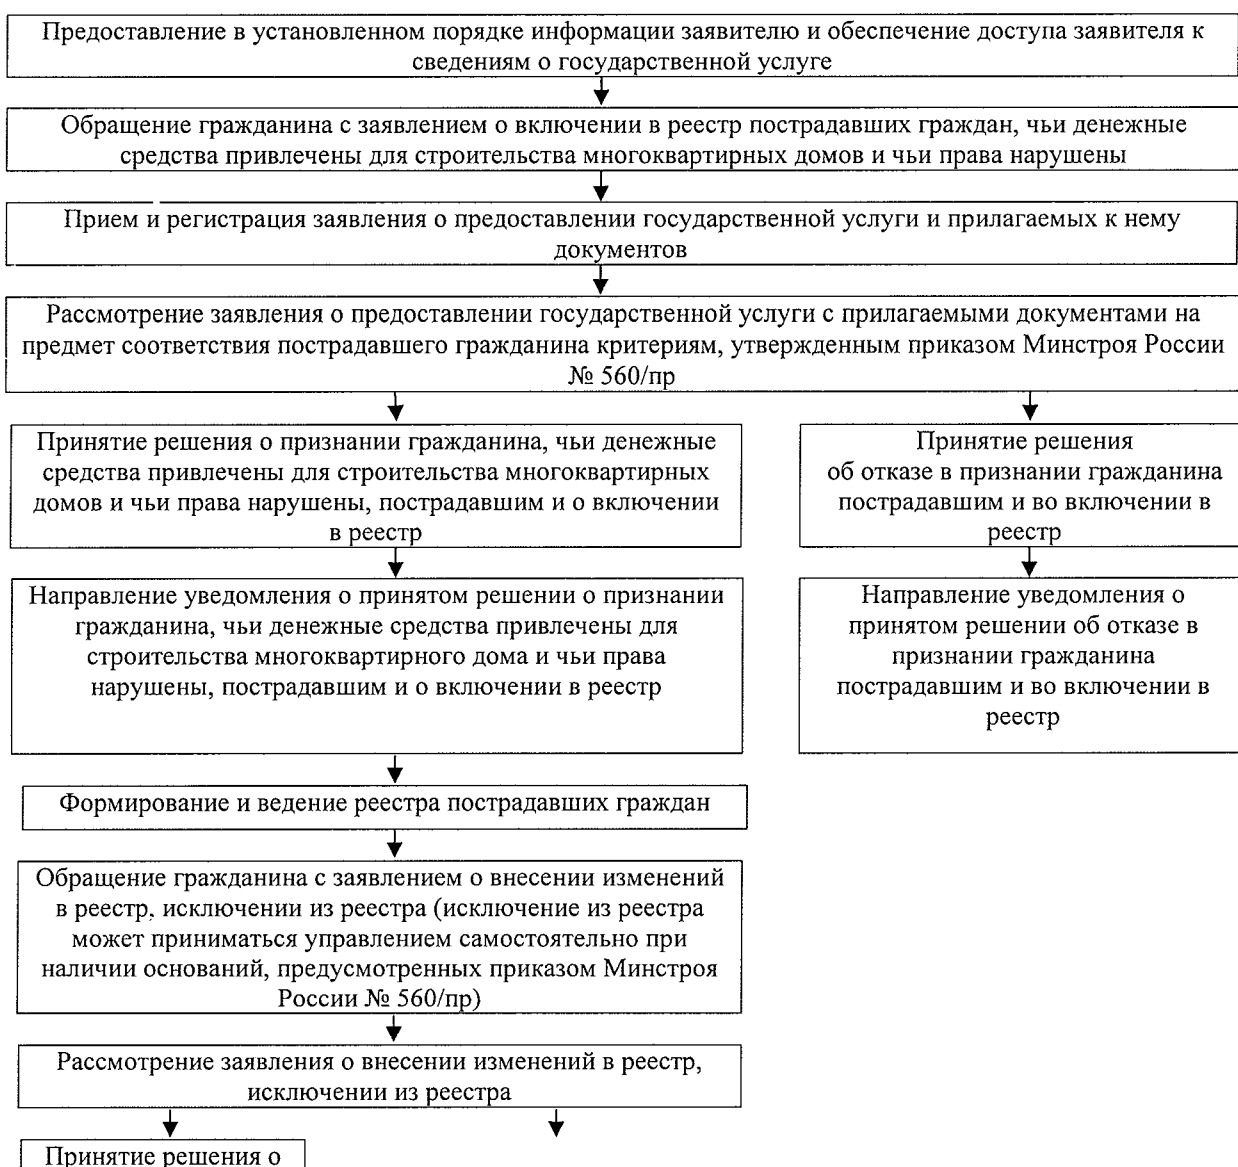 Предоставление в установленном порядке информации заявителю и обеспечение доступа заявителя к
сведениям о государственной услуге
Обращение гражданина с заявлением о включении в реестр пострадавших граждан, чьи денежные
средства привлечены для строительства многоквартирных домов и чьи права нарушены
Прием и регистрация заявления о предоставлении государственной услуги и прилагаемых к нему
документов
Рассмотрение заявления о предоставлении государственной услуги с прилагаемыми документами на
предмет соответствия пострадавшего гражданина критериям, утвержденным приказом Минстроя России
№ 560/пр
Принятие решения о признании гражданина, чьи денежные
средства привлечены для строительства многоквартирных
домов и чьи права нарушены, пострадавшим и о включении
в реестр
Принятие решения
об отказе в признании гражданина
пострадавшим и во включении в
реестр
Направление уведомления о принятом решении о признании
гражданина, чьи денежные средства привлечены для
строительства многоквартирного дома и чьи права
нарушены, пострадавшим и о включении в реестр
Направление уведомления о
принятом решении об отказе в
признании гражданина
пострадавшим и во включении в
реестр
Формирование и ведение реестра пострадавших граждан
Обращение гражданина с заявлением о внесении изменений
в реестр, исключении из реестра (исключение из реестра
может приниматься управлением самостоятельно при
наличии оснований, предусмотренных приказом Минстроя
России № 560/пр)
Рассмотрение заявления о внесении изменений в реестр,
исключении из реестра
Принятие решения о